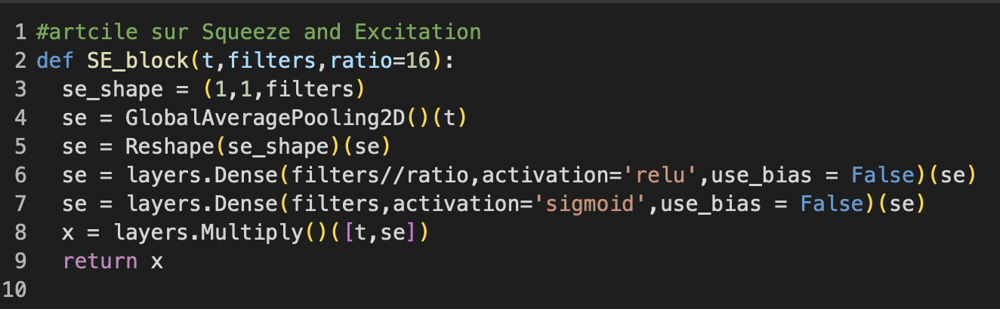 1 #artcile sur Squeeze and Excitation
2 def SE_block(t,filters,ratio=16):
3   se_shape = (1,1,filters)
4   se = GlobalAveragePooling2D()(t)
5   se = Reshape(se_shape)(se)
6   se = layers.Dense(filters//ratio,activation='relu',use_bias = False)(se)
7   se = layers.Dense(filters,activation='sigmoid',use_bias = False)(se)
8   x = layers.Multiply()([t,se])
9   return x
10